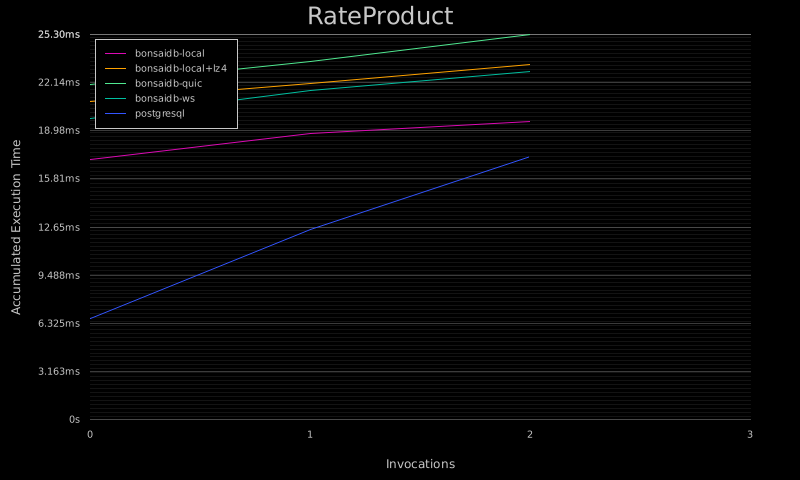 RateProduct
25.30ms
bonsaidb-local
bonsaidb-local+lz4
bonsaidb-quic
bonsaidb-ws
postgresql
22.14ms
18.98ms
15.81ms
12.65ms
9.488ms
6.325ms
3.163ms
0s
Accumulated Execution Time
0 1 2 3
Invocations